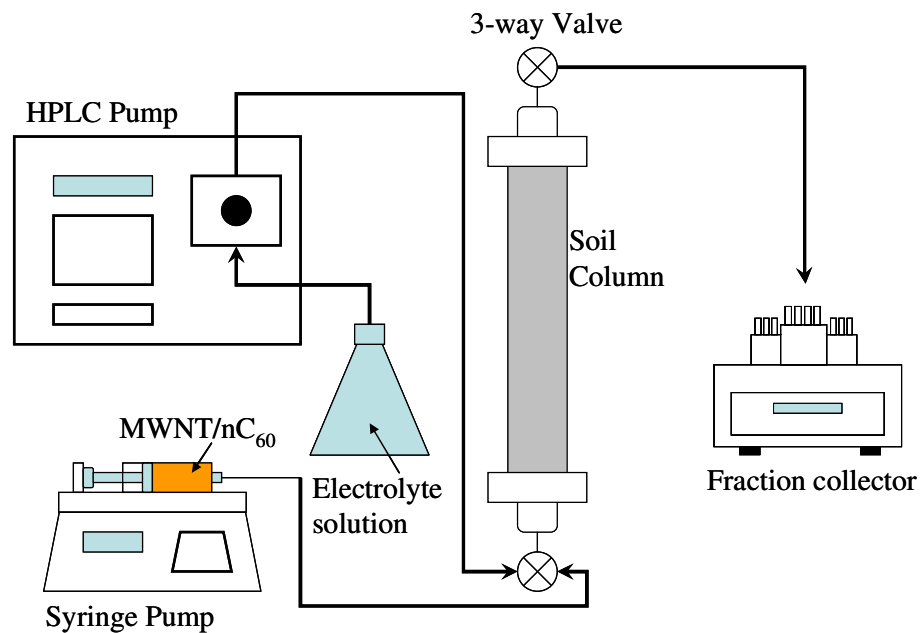 3-way Valve
HPLC Pump
Soil
Column
MWNT/nC₆₀
Electrolyte
solution
Fraction collector
Syringe Pump